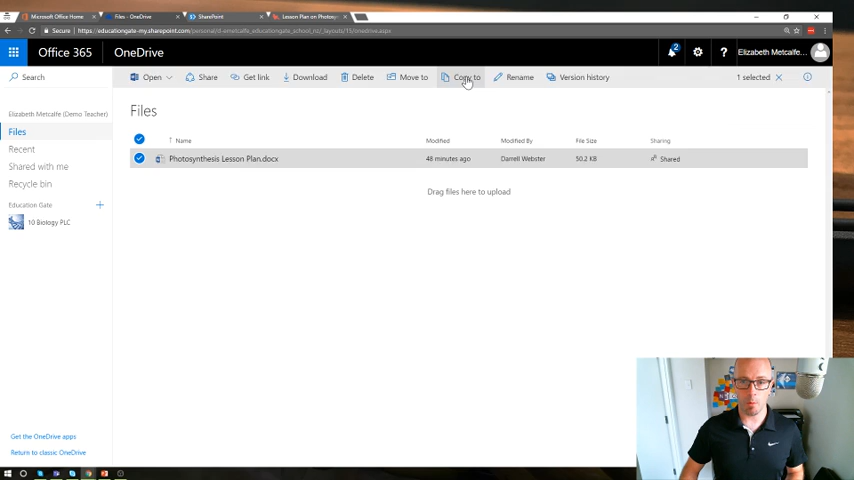 Microsoft Office Home
Files - OneDrive
SharePoint
Lesson Plan on Photosy
Secure
https://educationgate-my.sharepoint.com/personal/d-emetcalfe_educationgate_school_nz/_layouts/15/onedrive.aspx
Office 365
OneDrive
2
?
Elizabeth Metcalfe...
Search
Open
Share
Get link
Download
Delete
Move to
Copy to
Rename
Version history
1 selected
Elizabeth Metcalfe (Demo Teacher)
Files
Recent
Shared with me
Recycle bin
Education Gate
10 Biology PLC
Files
Name
Modified
Modified By
File Size
Sharing
Photosynthesis Lesson Plan.docx
48 minutes ago
Darrell Webster
50.2 KB
Shared
Drag files here to upload
Get the OneDrive apps
Return to classic OneDrive